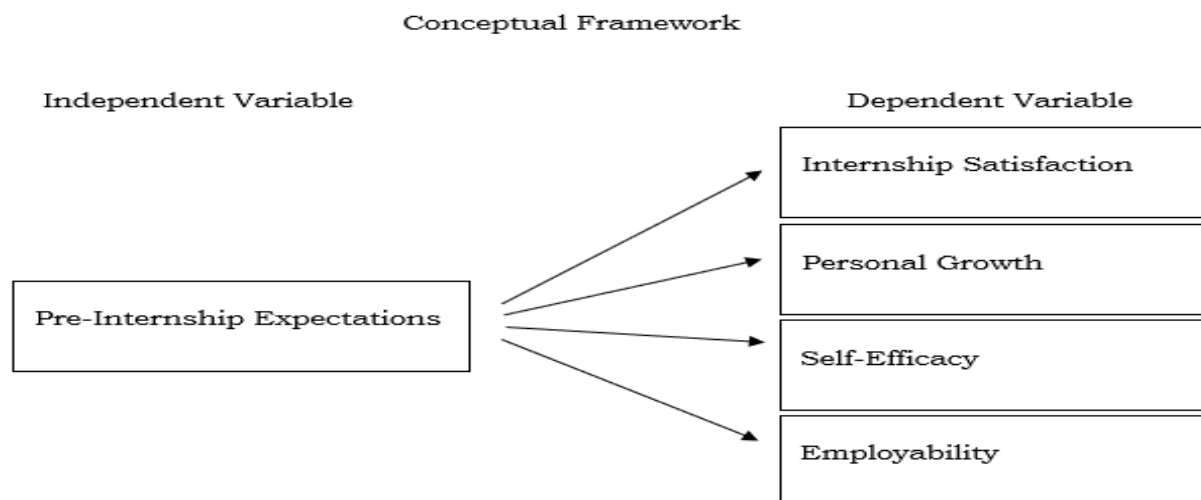 Conceptual Framework
Independent Variable
Dependent Variable
Internship Satisfaction
Personal Growth
Pre-Internship Expectations
Self-Efficacy
Employability